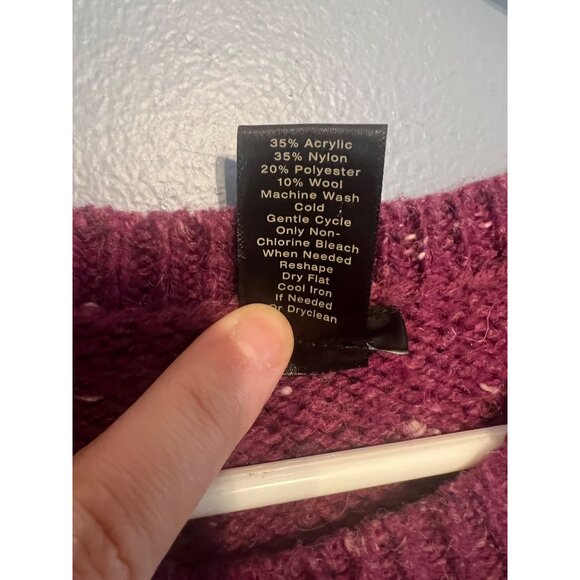 35% Acrylic
35% Nylon
20% Polyester
10% Wool
Machine Wash
Cold
Gentle Cycle
Only Non-
Chlorine Bleach
When Needed
Reshape
Dry Flat
Cool Iron
If Needed
Or Dryclean